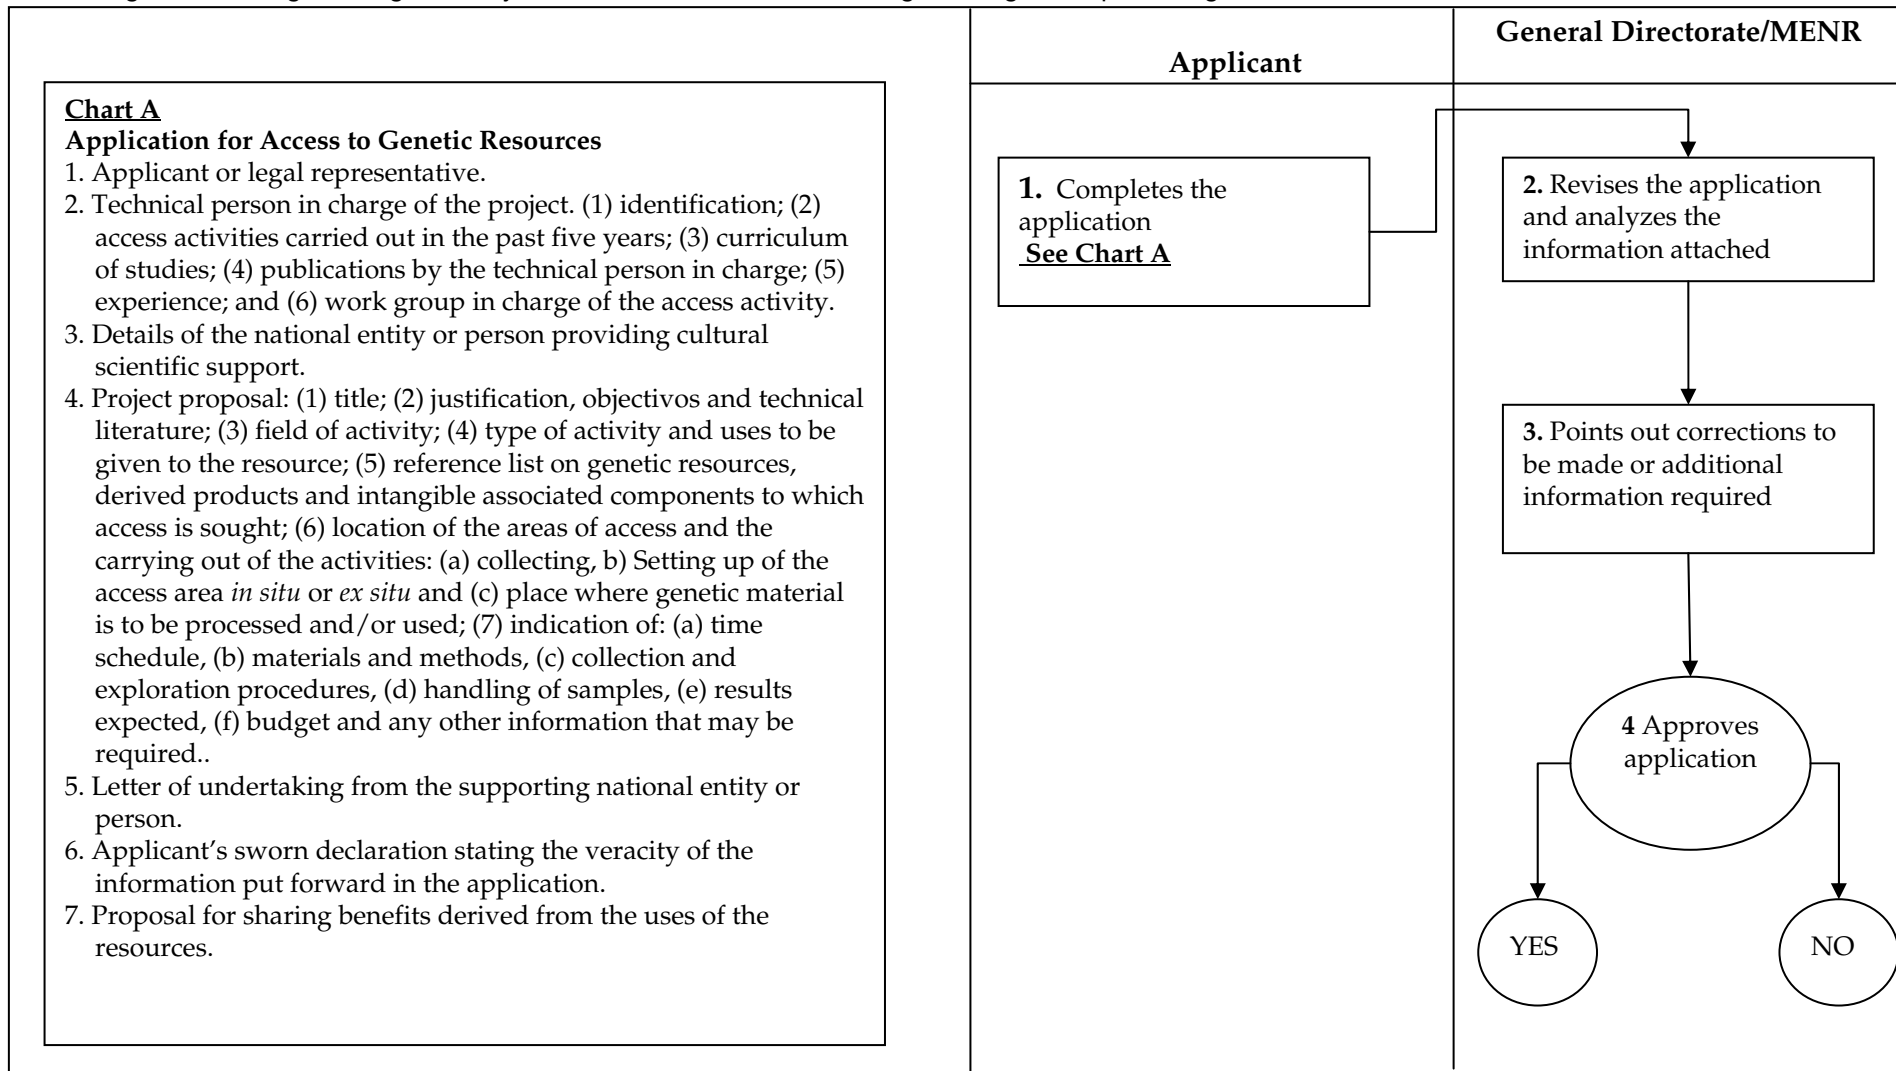 Chart A
Application for Access to Genetic Resources
1. Applicant or legal representative.
2. Technical person in charge of the project. (1) identification; (2)
access activities carried out in the past five years; (3) curriculum
of studies; (4) publications by the technical person in charge; (5)
experience; and (6) work group in charge of the access activity.
3. Details of the national entity or person providing cultural
scientific support.
4. Project proposal: (1) title; (2) justification, objectivos and technical
literature; (3) field of activity; (4) type of activity and uses to be
given to the resource; (5) reference list on genetic resources,
derived products and intangible associated components to which
access is sought; (6) location of the areas of access and the
carrying out of the activities: (a) collecting, b) Setting up of the
access area in situ or ex situ and (c) place where genetic material
is to be processed and/or used; (7) indication of: (a) time
schedule, (b) materials and methods, (c) collection and
exploration procedures, (d) handling of samples, (e) results
expected, (f) budget and any other information that may be
required..
5. Letter of undertaking from the supporting national entity or
person.
6. Applicant's sworn declaration stating the veracity of the
information put forward in the application.
7. Proposal for sharing benefits derived from the uses of the
resources.
Applicant
1. Completes the
application
See Chart A
General Directorate/MENR
2. Revises the application
and analyzes the
information attached
3. Points out corrections to
be made or additional
information required
4 Approves
application
YES
NO